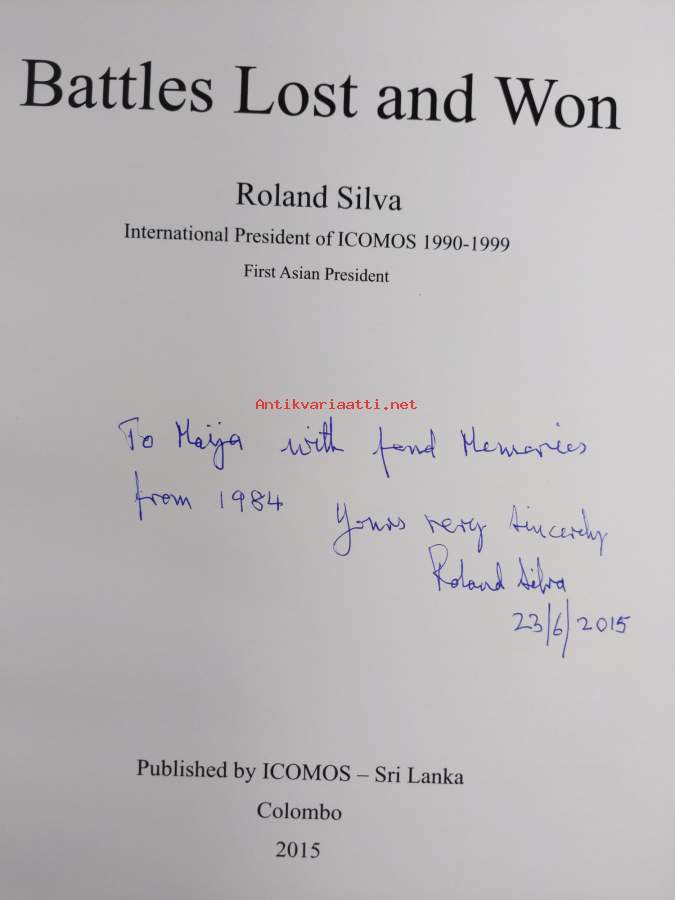 Battles Lost and Won
Roland Silva
International President of ICOMOS 1990-1999
First Asian President
Antikvariaatti.net
To Maija with fond Memories
from 1984
Yours very Sincerely
Roland Silva
23/6/2015
Published by ICOMOS – Sri Lanka
Colombo
2015